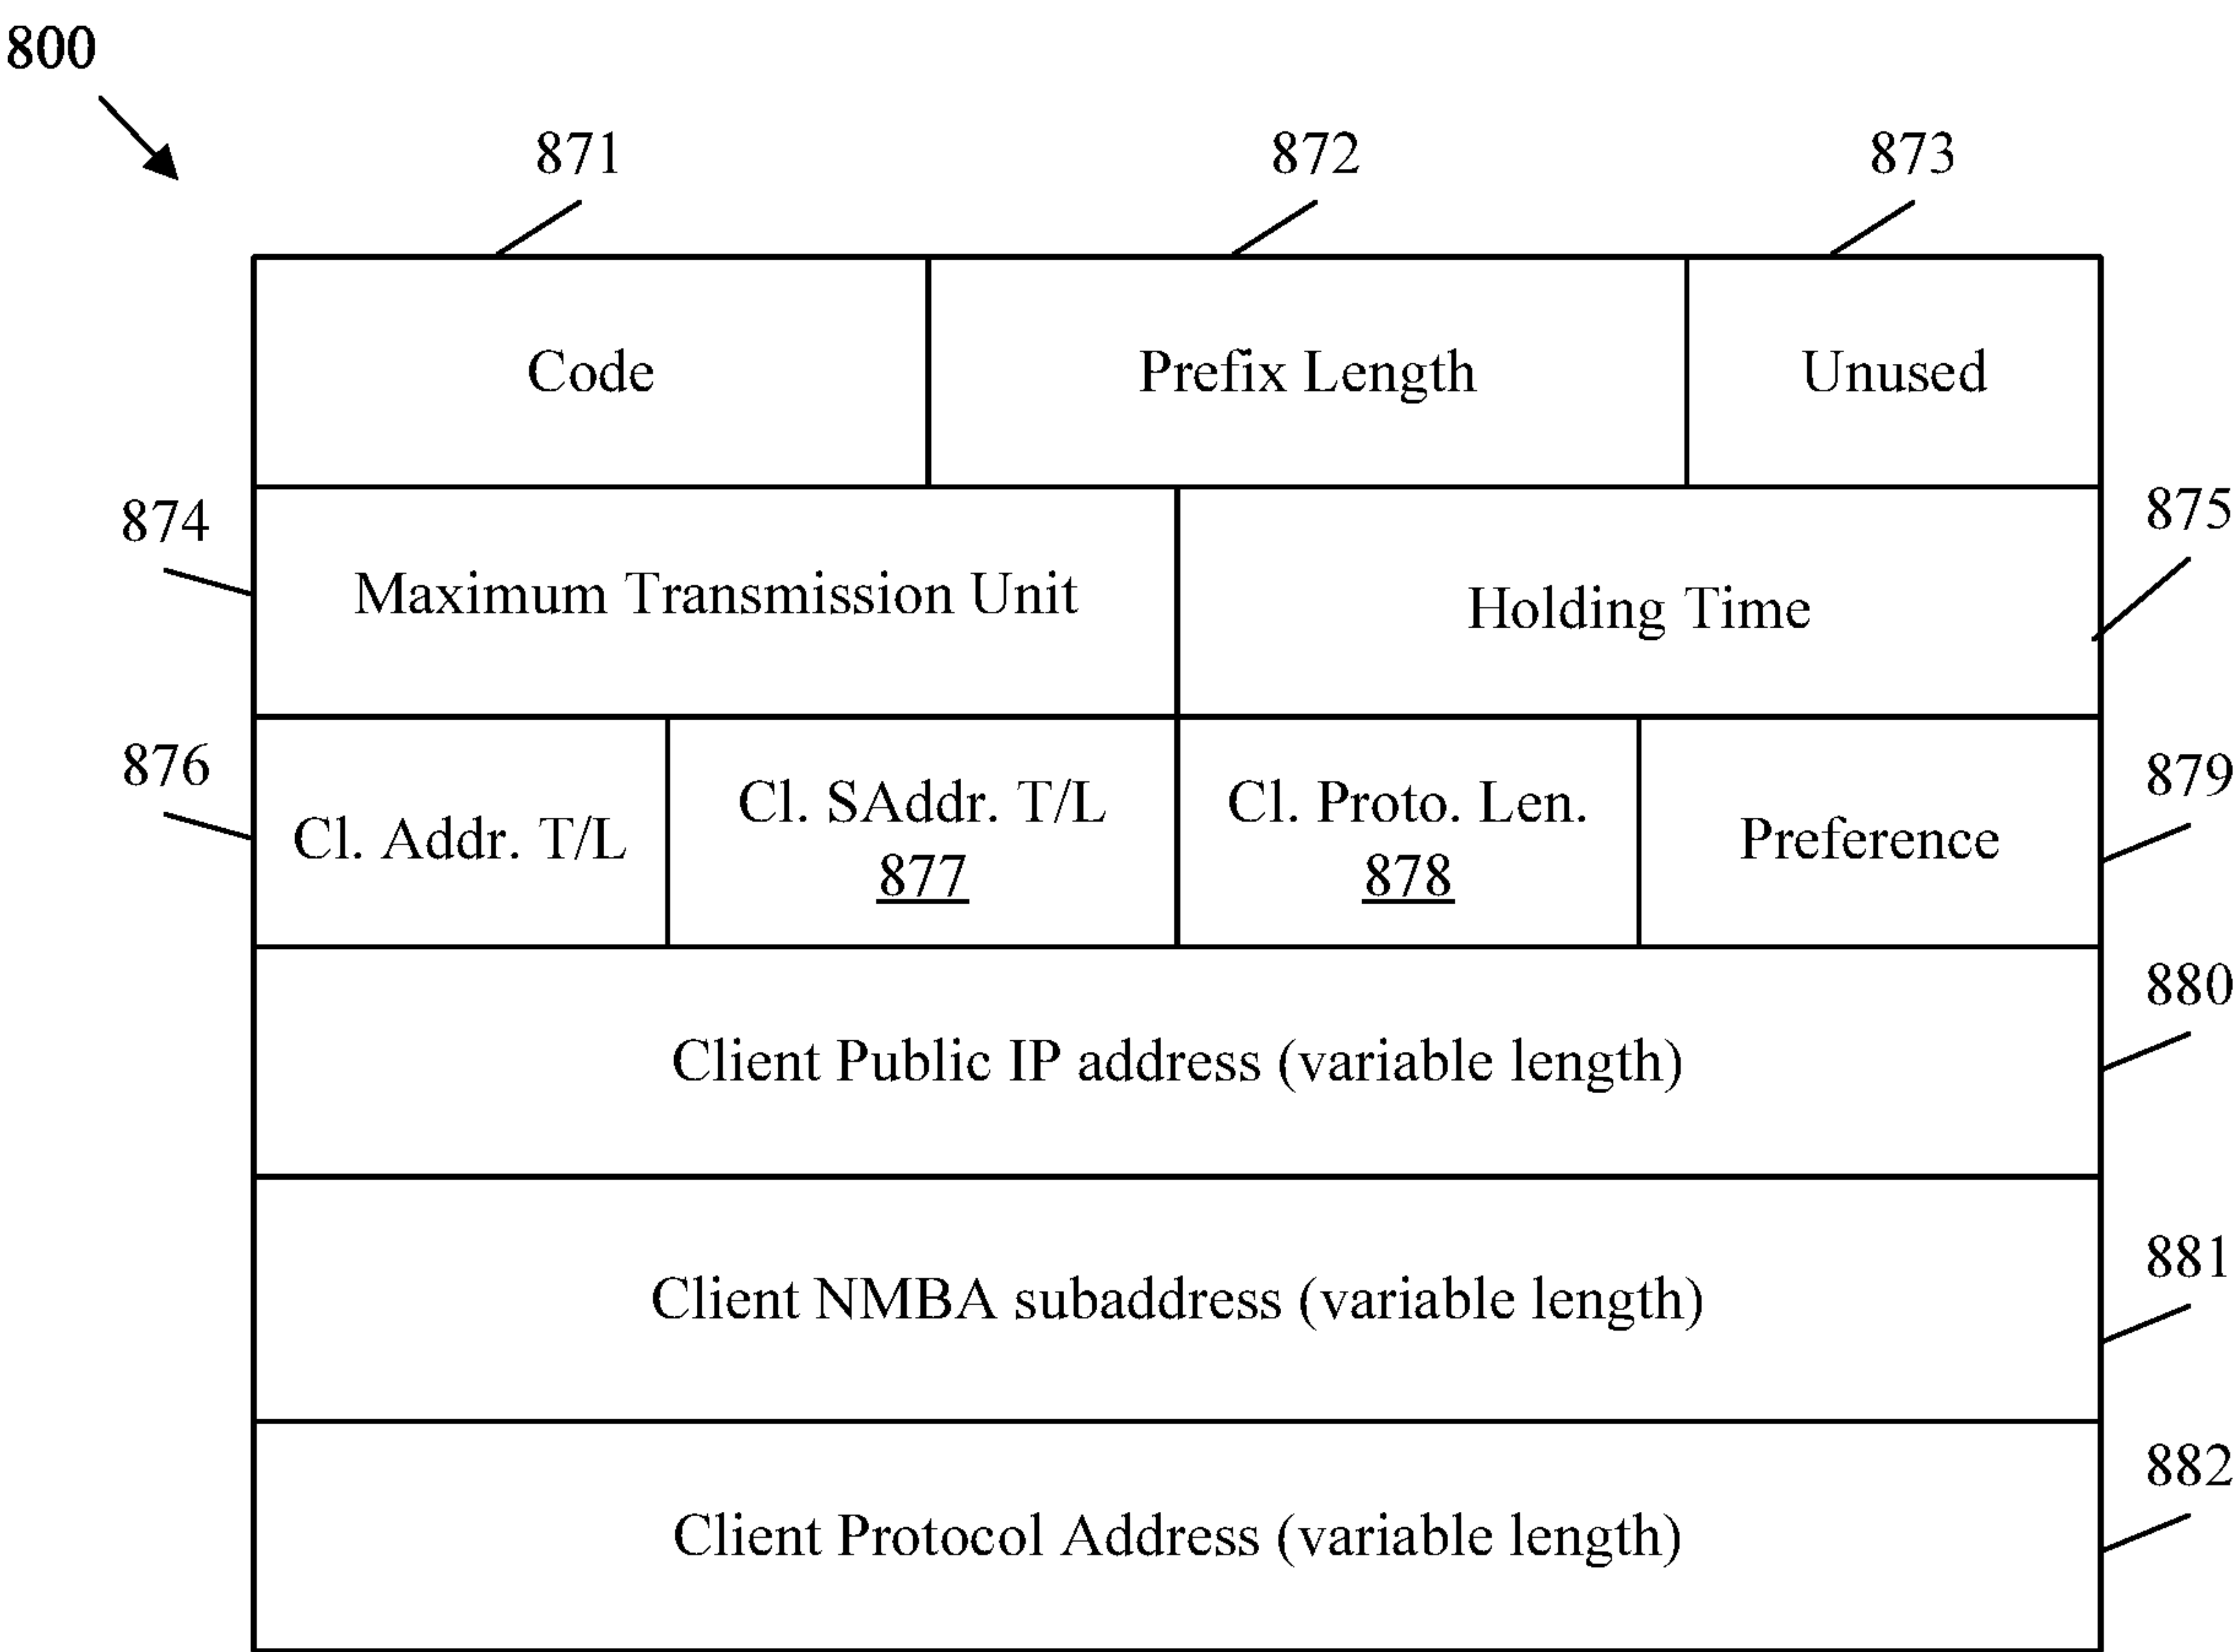 800
871
872
873
Code
Prefix Length
Unused
874
875
Maximum Transmission Unit
Holding Time
876
879
Cl. Addr. T/L
Cl. SAddr. T/L
877
Cl. Proto. Len.
878
Preference
880
Client Public IP address (variable length)
881
Client NMBA subaddress (variable length)
882
Client Protocol Address (variable length)